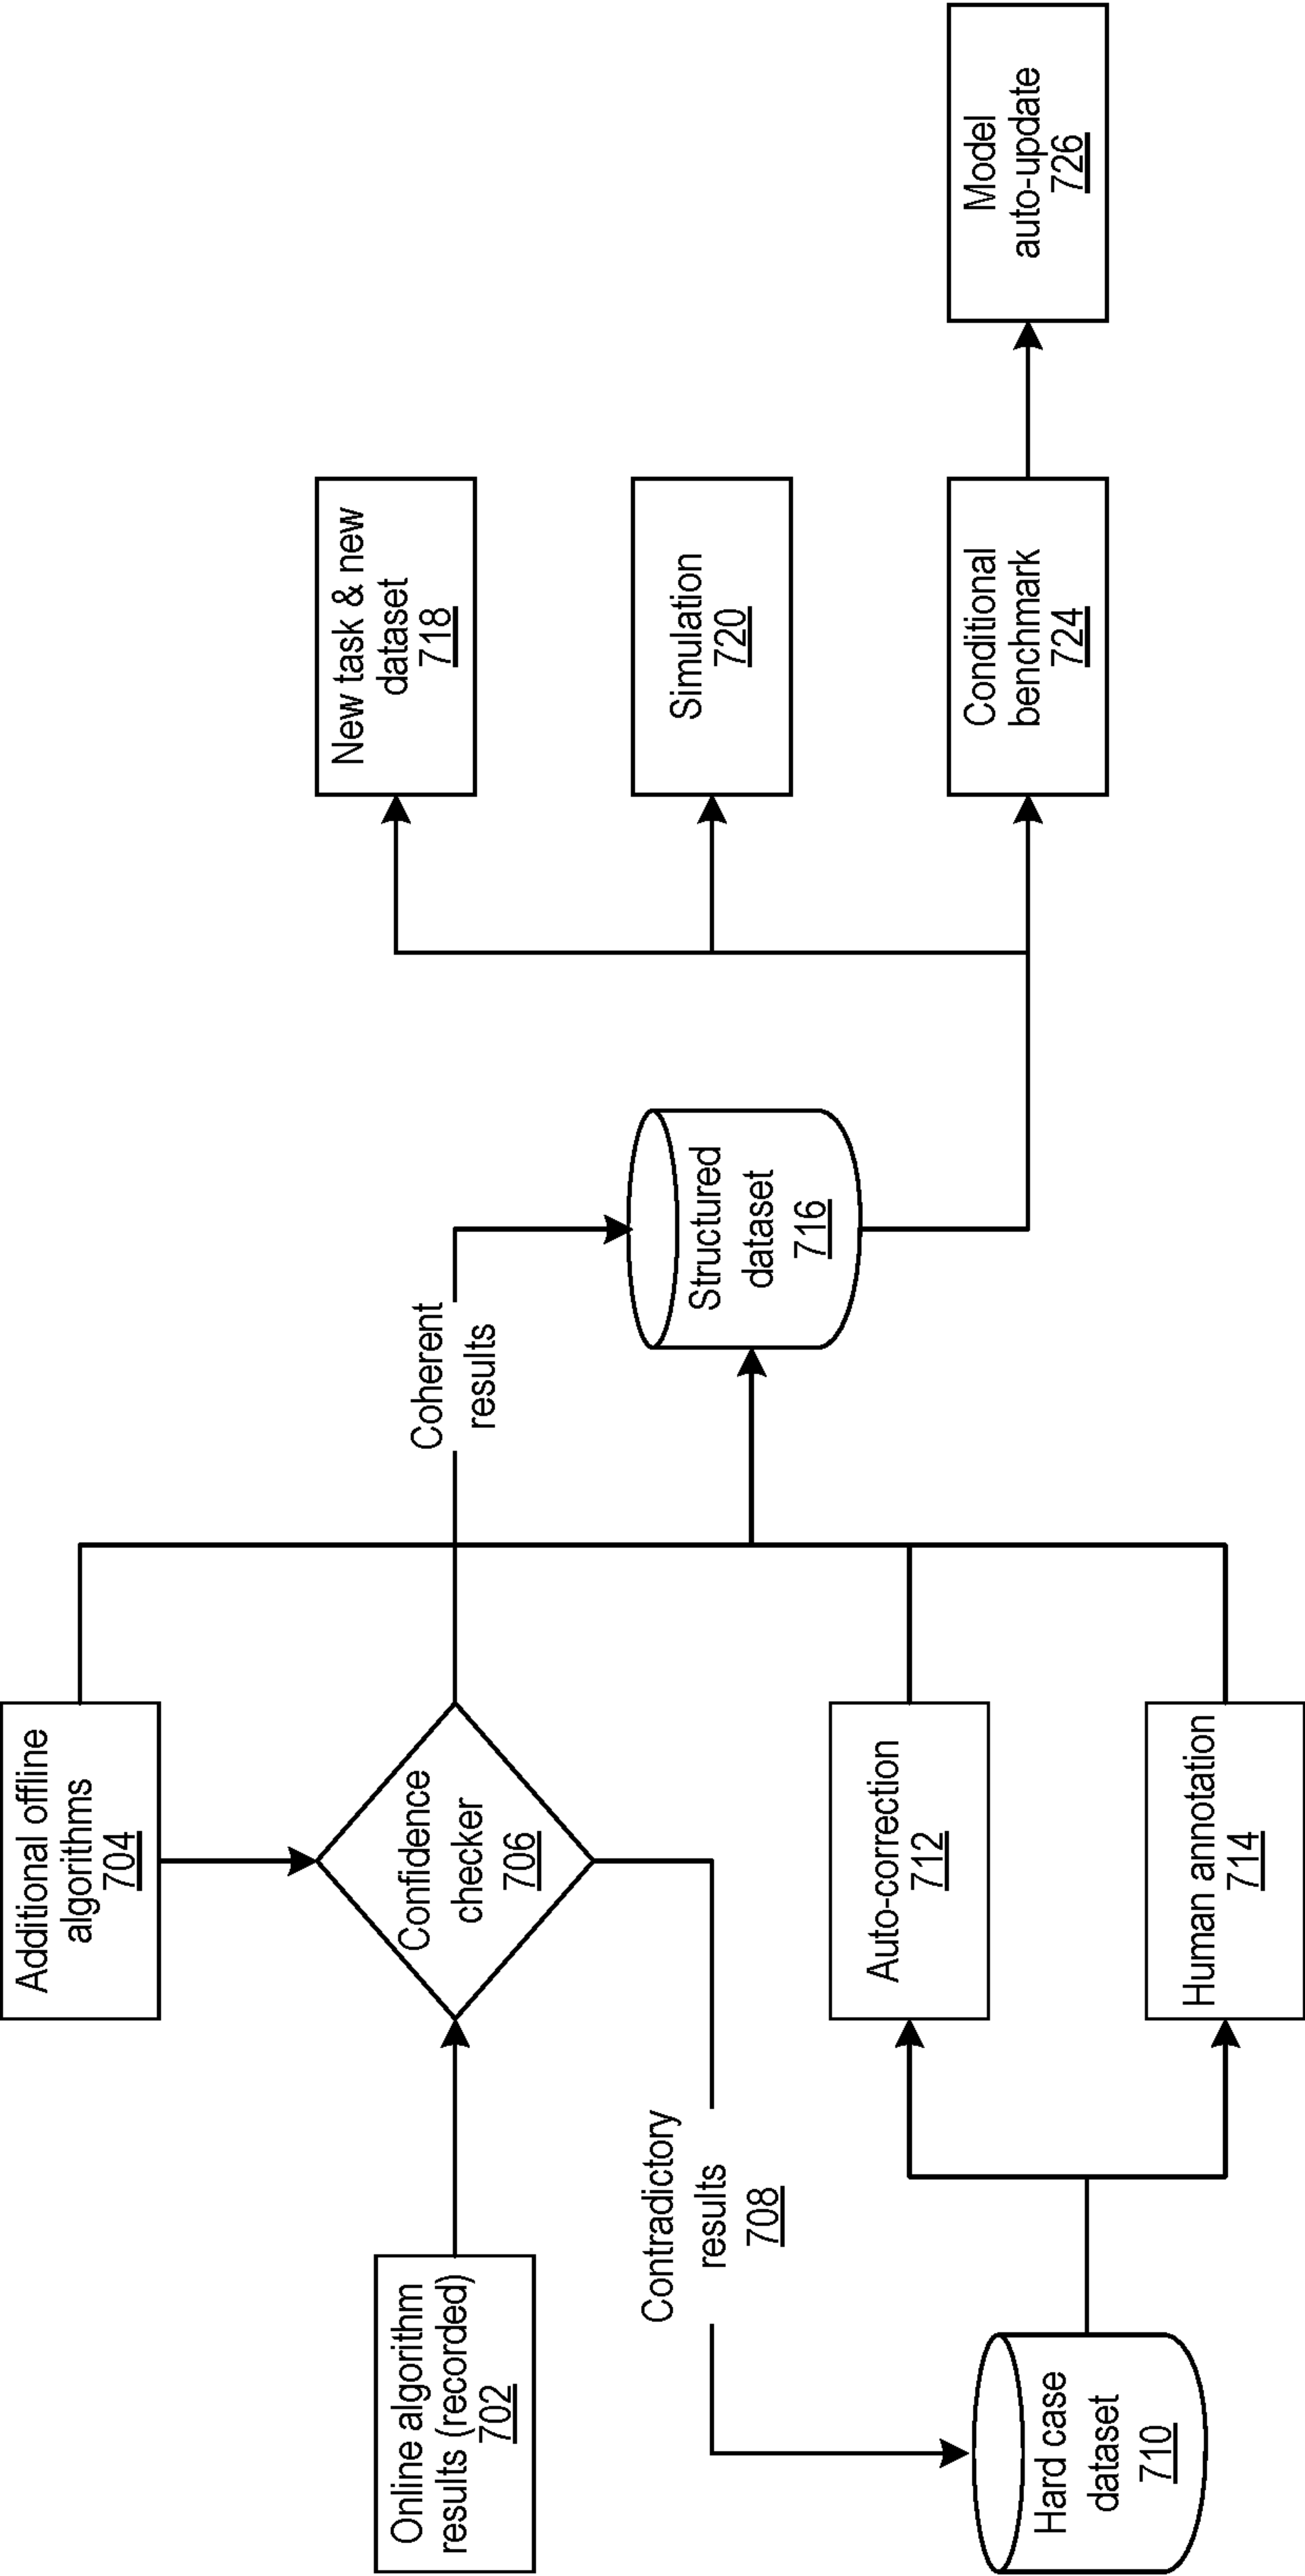 Additional offline
algorithms
704
Online algorithm
results (recorded)
702
Confidence
checker
706
Coherent
results
Contradictory
results
708
Hard case
dataset
710
Auto-correction
712
Human annotation
714
Structured
dataset
716
New task & new
dataset
718
Simulation
720
Conditional
benchmark
724
Model
auto-update
726